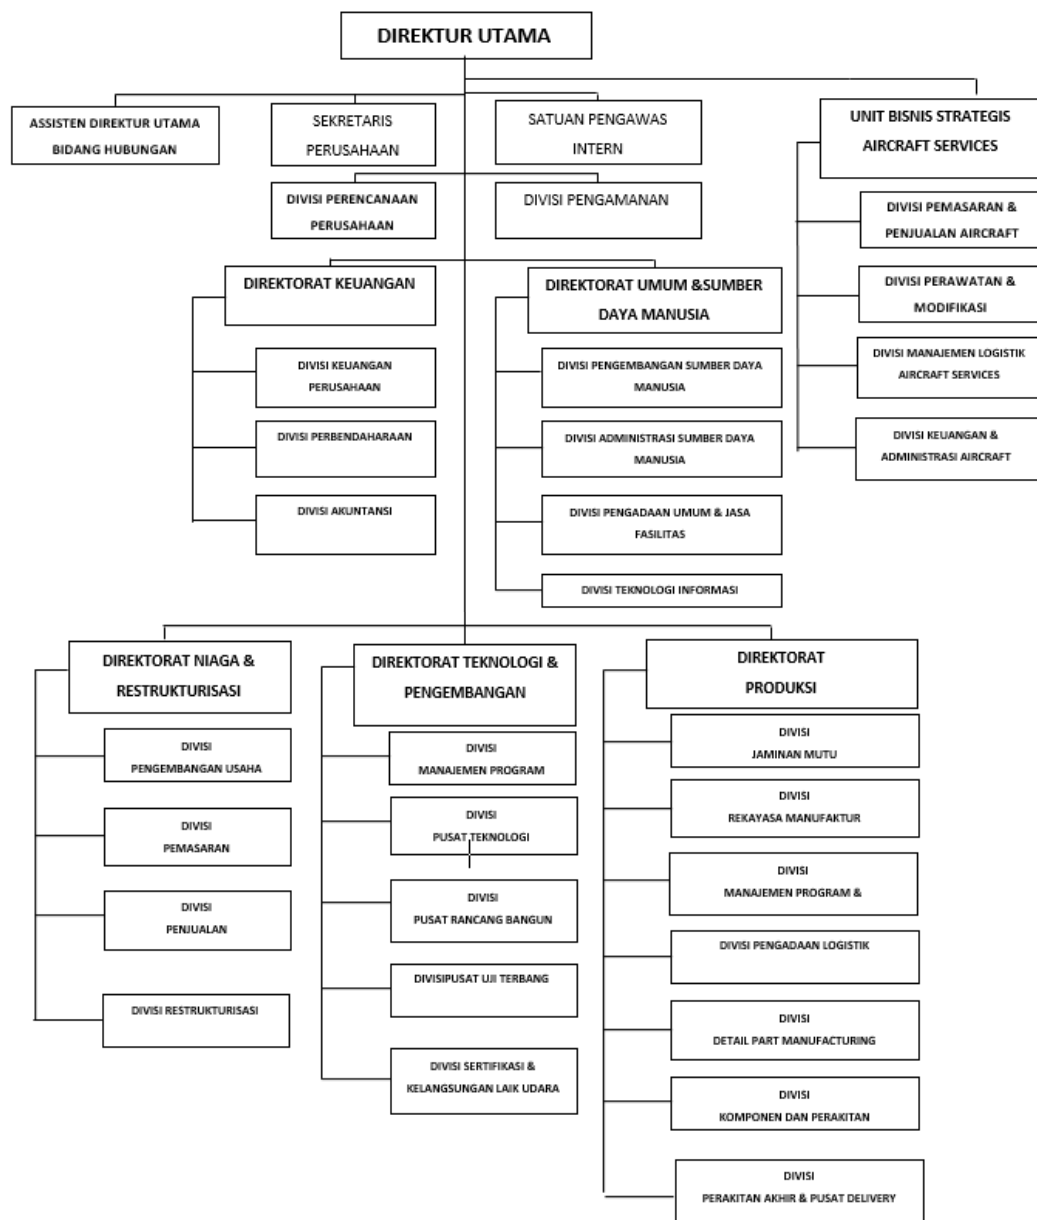 DIREKTUR UTAMA
ASSISTEN DIREKTUR UTAMA
BIDANG HUBUNGAN
SEKRETARIS
PERUSAHAAN
SATUAN PENGAWAS
INTERN
UNIT BISNIS STRATEGIS
AIRCRAFT SERVICES
DIVISI PERENCANAAN
PERUSAHAAN
DIVISI PENGAMANAN
DIVISI PEMASARAN &
PENJUALAN AIRCRAFT
DIVISI PERAWATAN &
MODIFIKASI
DIVISI MANAJEMEN LOGISTIK
AIRCRAFT SERVICES
DIVISI KEUANGAN &
ADMINISTRASI AIRCRAFT
DIREKTORAT KEUANGAN
DIVISI KEUANGAN
PERUSAHAAN
DIVISI PERBENDAHARAAN
DIVISI AKUNTANSI
DIREKTORAT UMUM &SUMBER
DAYA MANUSIA
DIVISI PENGEMBANGAN SUMBER DAYA
MANUSIA
DIVISI ADMINISTRASI SUMBER DAYA
MANUSIA
DIVISI PENGADAAN UMUM & JASA
FASILITAS
DIVISI TEKNOLOGI INFORMASI
DIREKTORAT NIAGA &
RESTRUKTURISASI
DIVISI
PENGEMBANGAN USAHA
DIVISI
PEMASARAN
DIVISI
PENJUALAN
DIVISI RESTRUKTURISASI
DIREKTORAT TEKNOLOGI &
PENGEMBANGAN
DIVISI
MANAJEMEN PROGRAM
DIVISI
PUSAT TEKNOLOGI
DIVISI
PUSAT RANCANG BANGUN
DIVISIPUSAT UJI TERBANG
DIVISI SERTIFIKASI &
KELANGSUNGAN LAIK UDARA
DIREKTORAT
PRODUKSI
DIVISI
JAMINAN MUTU
DIVISI
REKAYASA MANUFAKTUR
DIVISI
MANAJEMEN PROGRAM &
DIVISI PENGADAAN LOGISTIK
DIVISI
DETAIL PART MANUFACTURING
DIVISI
KOMPONEN DAN PERAKITAN
DIVISI
PERAKITAN AKHIR & PUSAT DELIVERY